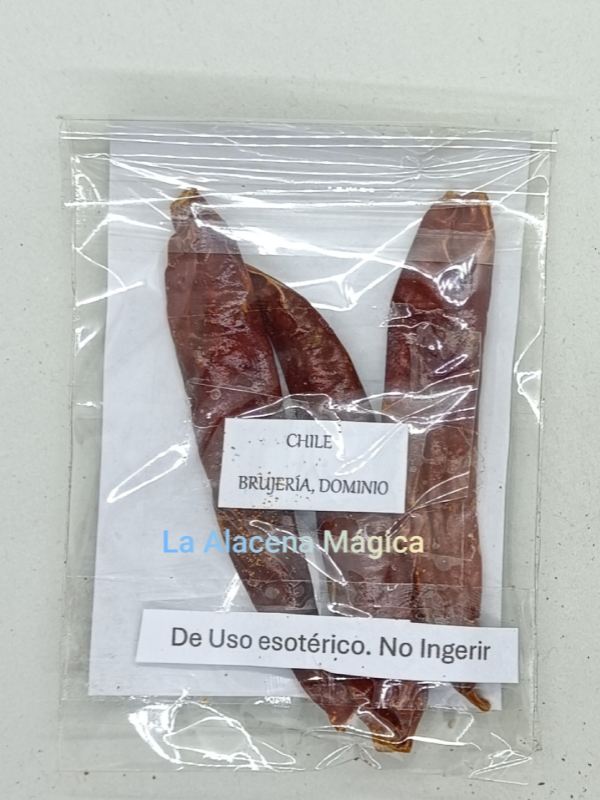 CHILE
BRUJERÍA, DOMINIO
La Alacena Mágica
De Uso esotérico. No Ingerir